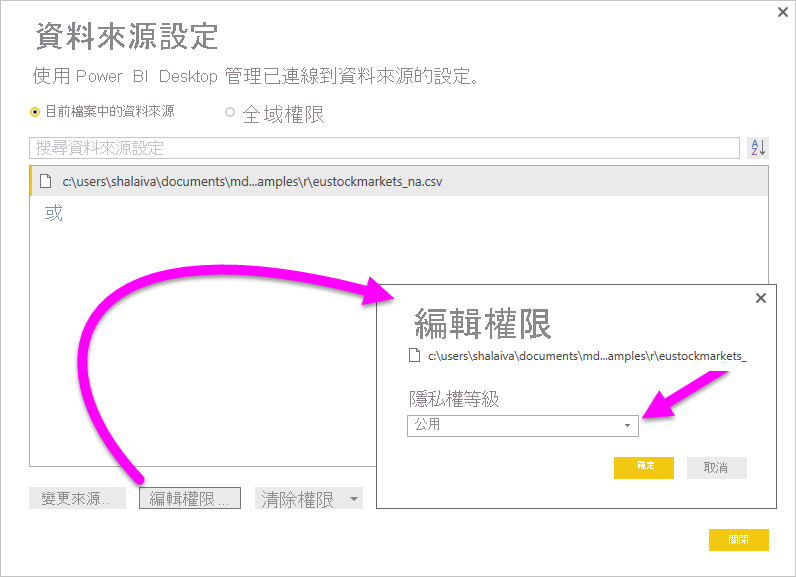 資料來源設定
使用 Power BI Desktop 管理已連線到資料來源的設定。
目前檔案中的資料來源 全域權限
搜尋資料來源設定
A
Z
c:\users\shalaiva\documents\md...amples\r\eustockmarkets_na.csv
或
編輯權限
c:\users\shalaiva\documents\md...amples\r\eustockmarkets_
隱私權等級
公用
確定 取消
變更來源.. 編輯權限... 清除權限
關閉